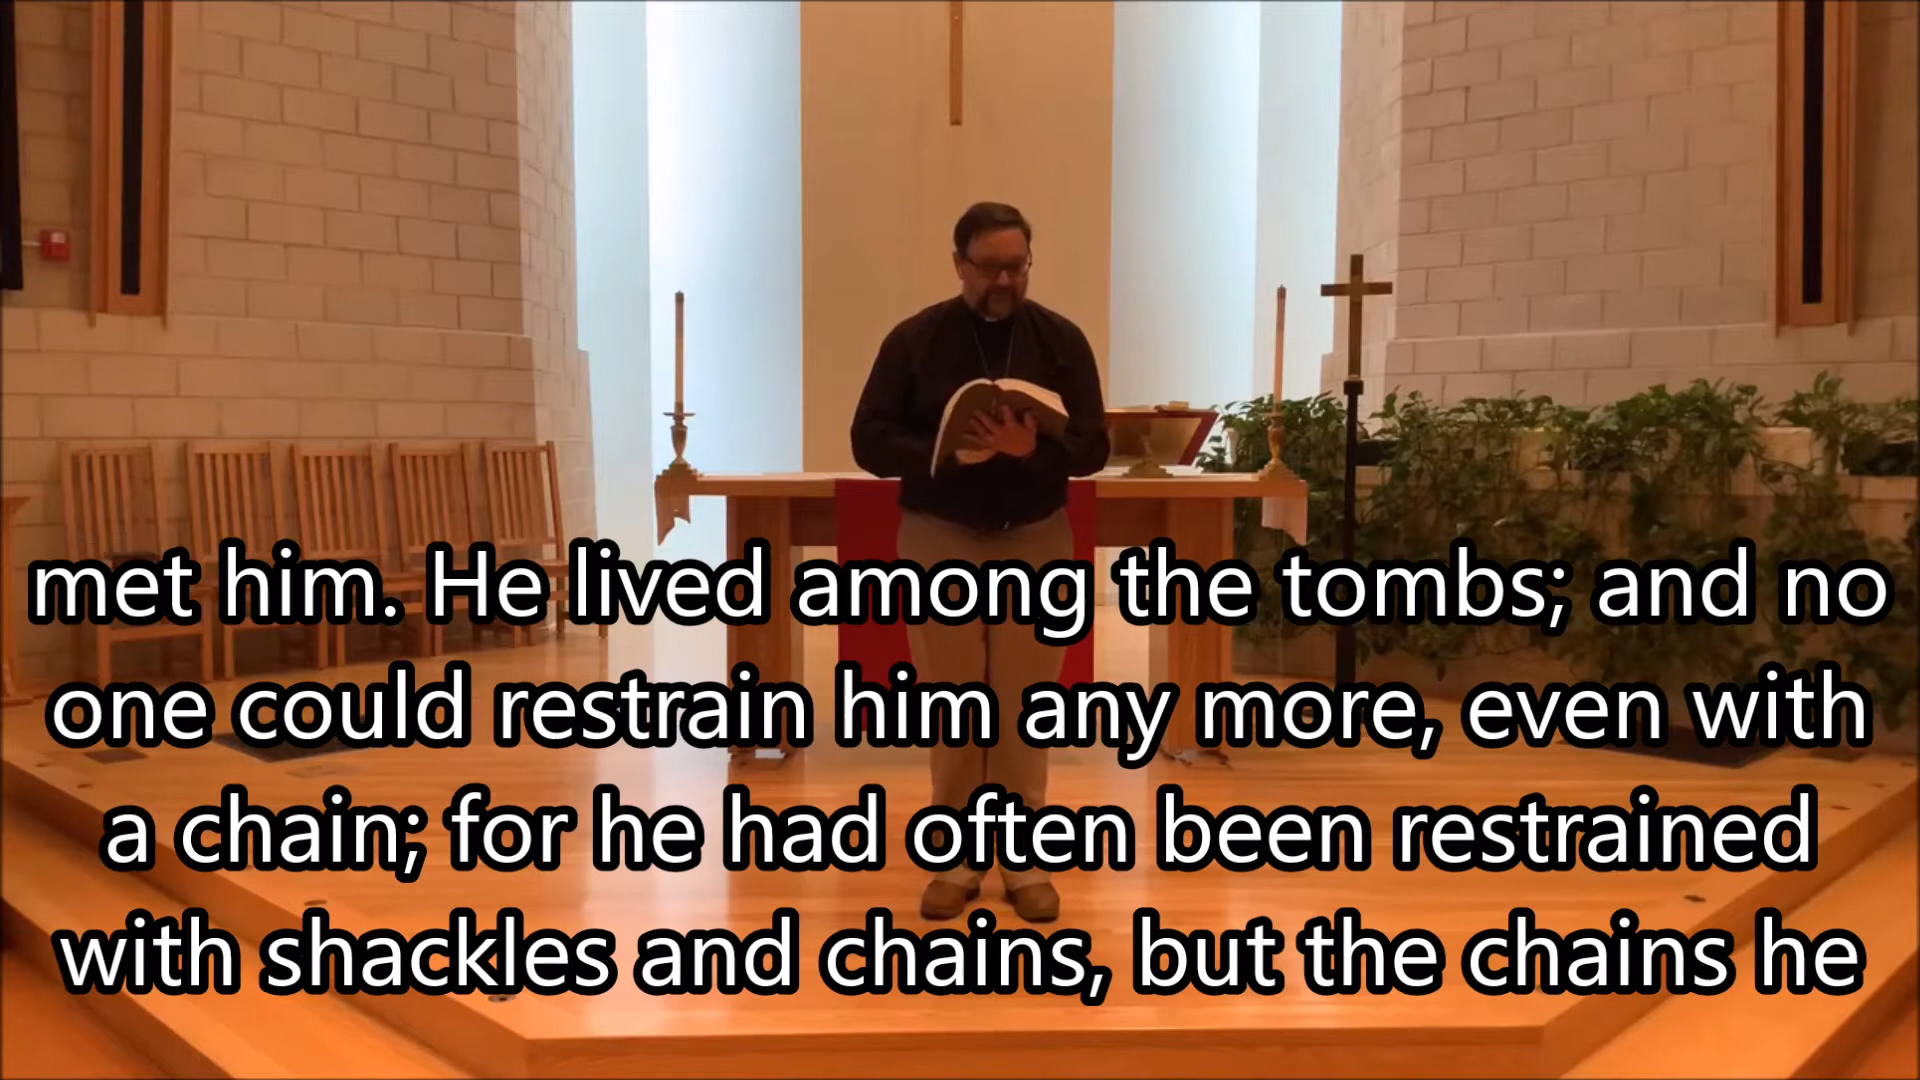 met him. He lived among the tombs; and no
one could restrain him any more, even with
a chain; for he had often been restrained
with shackles and chains, but the chains he